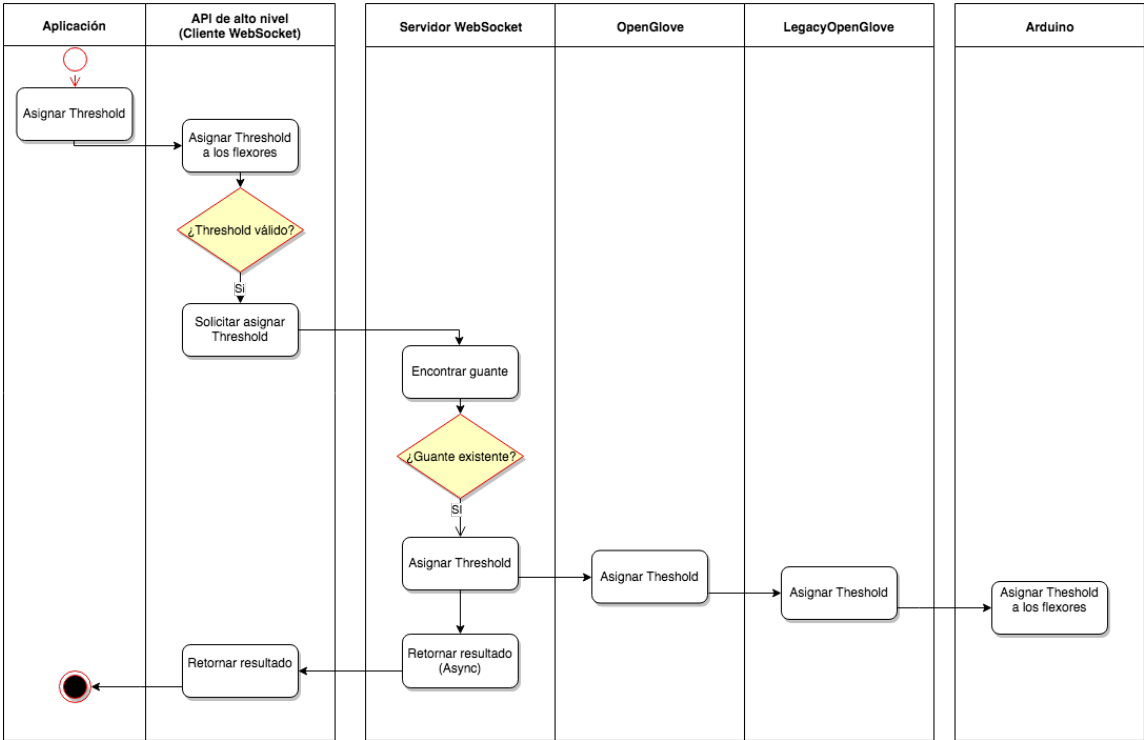 Aplicación
API de alto nivel
(Cliente WebSocket)
Servidor WebSocket
OpenGlove
LegacyOpenGlove
Arduino
Asignar Threshold
Asignar Threshold
a los flexores
¿Threshold válido?
Si
Solicitar asignar
Threshold
Encontrar guante
¿Guante existente?
Si
Asignar Threshold
Asignar Theshold
Asignar Theshold
Asignar Theshold
a los flexores
Retornar resultado
(Async)
Retornar resultado